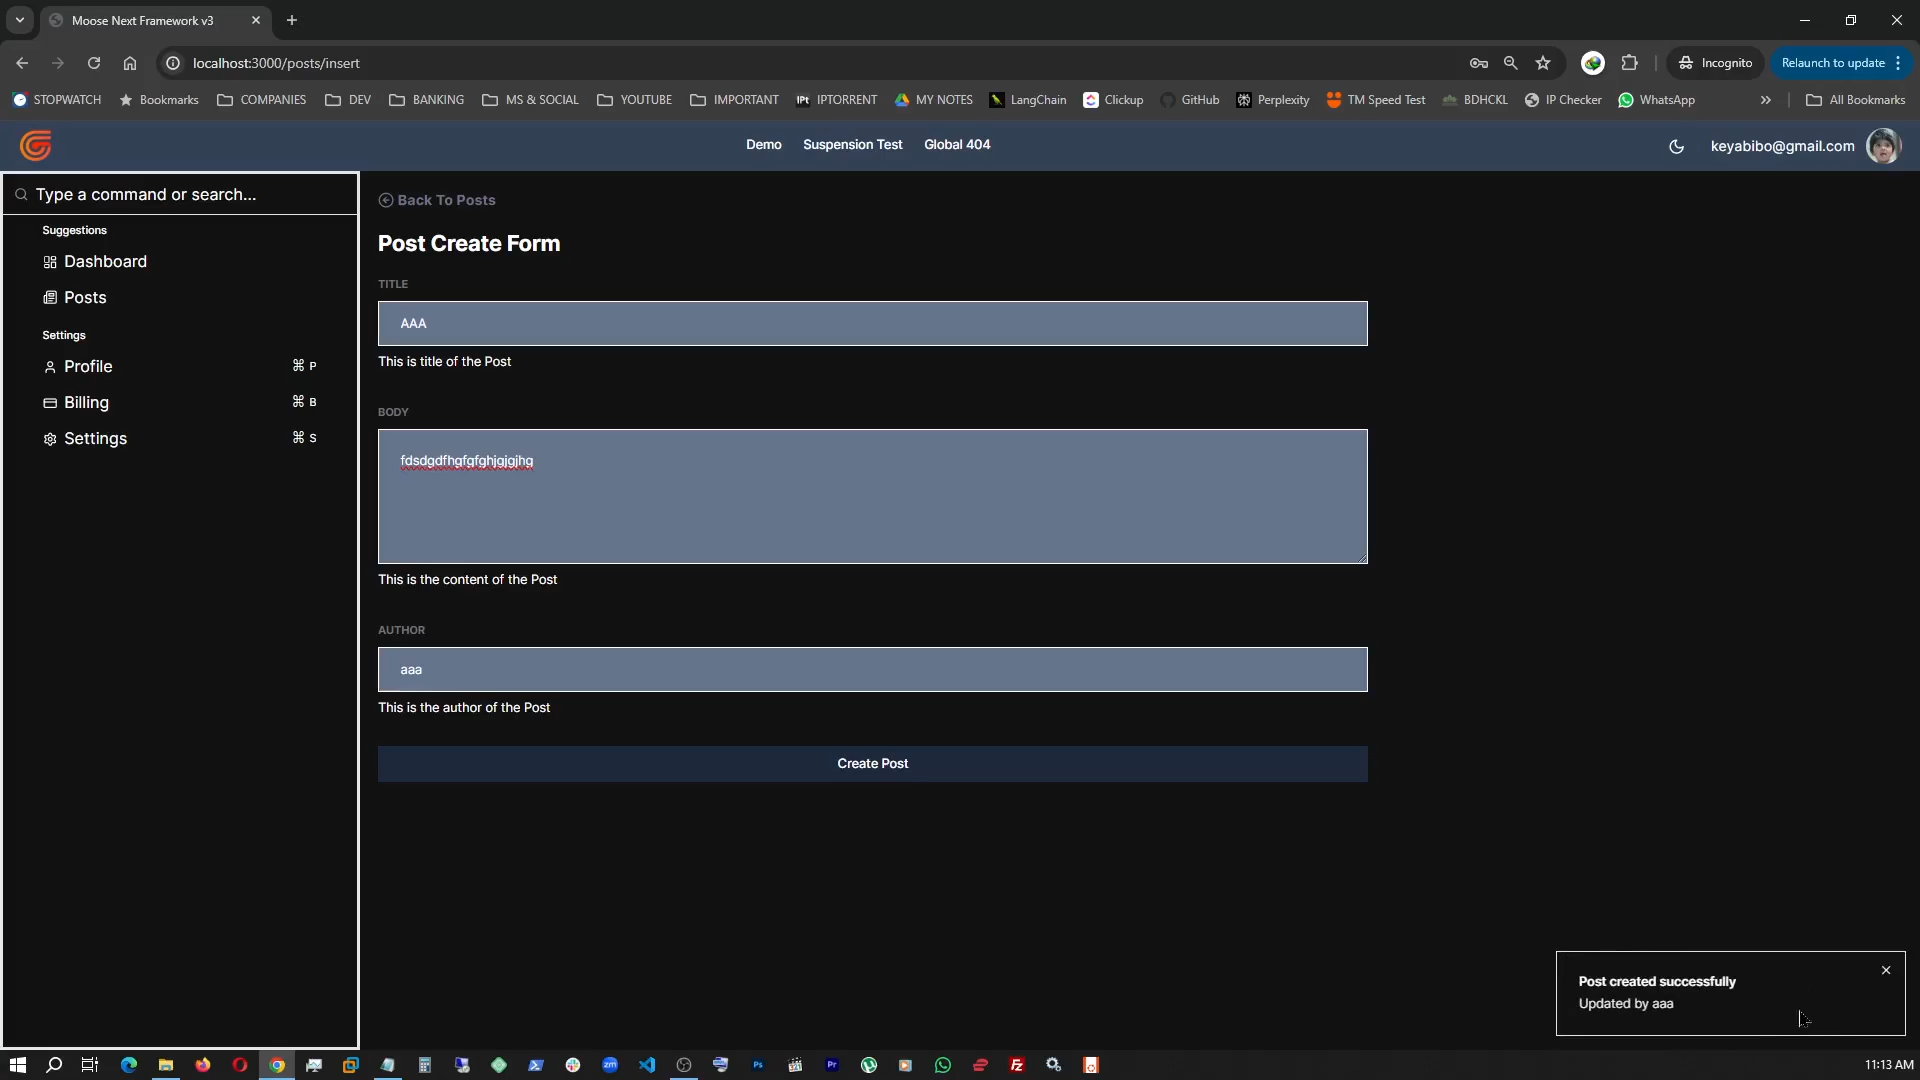 Moose Next Framework v3
localhost:3000/posts/insert
Incognito
Relaunch to update
STOPWATCH
Bookmarks
COMPANIES
DEV
BANKING
MS & SOCIAL
YOUTUBE
IMPORTANT
IPt IPTORRENT
MY NOTES
LangChain
Clickup
GitHub
Perplexity
TM Speed Test
BDHCKL
IP Checker
WhatsApp
All Bookmarks
Demo
Suspension Test
Global 404
keyabibo@gmail.com
Type a command or search...
Suggestions
Dashboard
Posts
Settings
Profile ⌘ P
Billing ⌘ B
Settings ⌘ S
Back To Posts
Post Create Form
TITLE
AAA
This is title of the Post
BODY
fdsdgdfhgfgfghjgjgjhg
This is the content of the Post
AUTHOR
aaa
This is the author of the Post
Create Post
Post created successfully
Updated by aaa
zm
Ps
Pr
Fz
11:13 AM